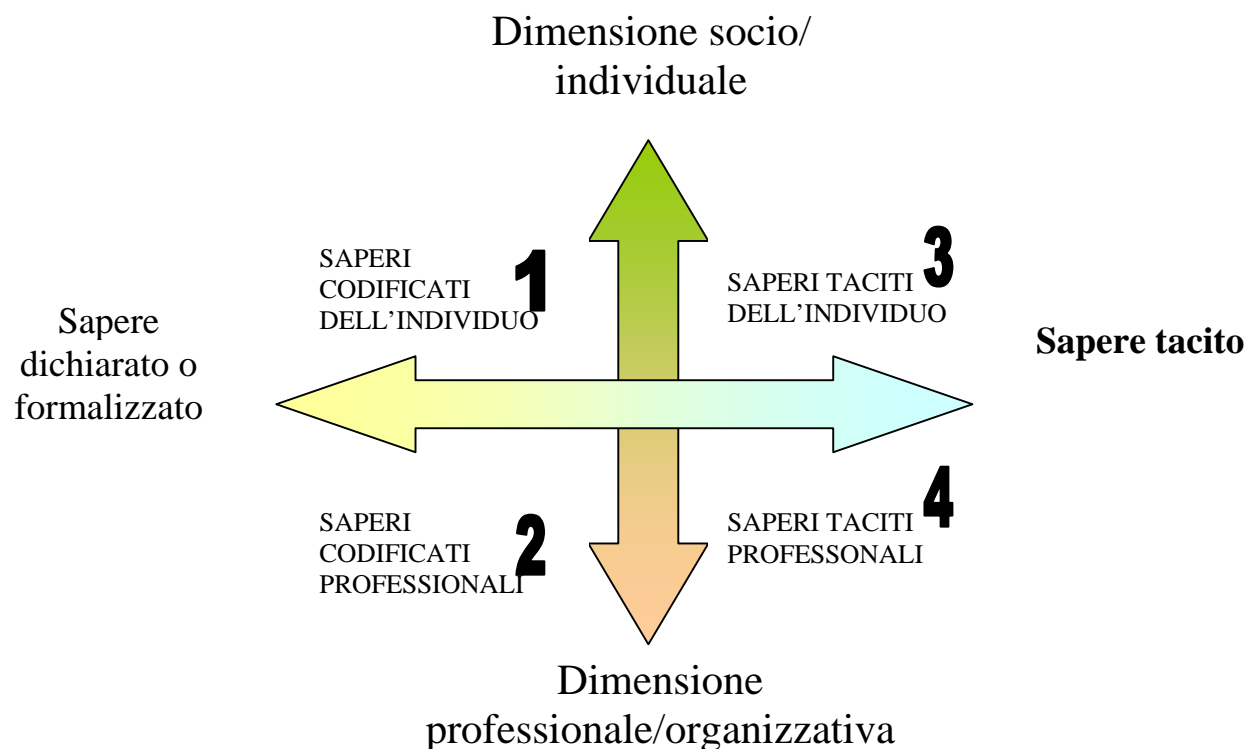 Dimensione socio/
individuale
SAPERI
CODIFICATI
DELL’INDIVIDUO
1
SAPERI TACITI
DELL’INDIVIDUO
3
Sapere
dichiarato o
formalizzato
Sapere tacito
SAPERI
CODIFICATI
PROFESSIONALI
2
SAPERI TACITI
PROFESSONALI
4
Dimensione
professionale/organizzativa